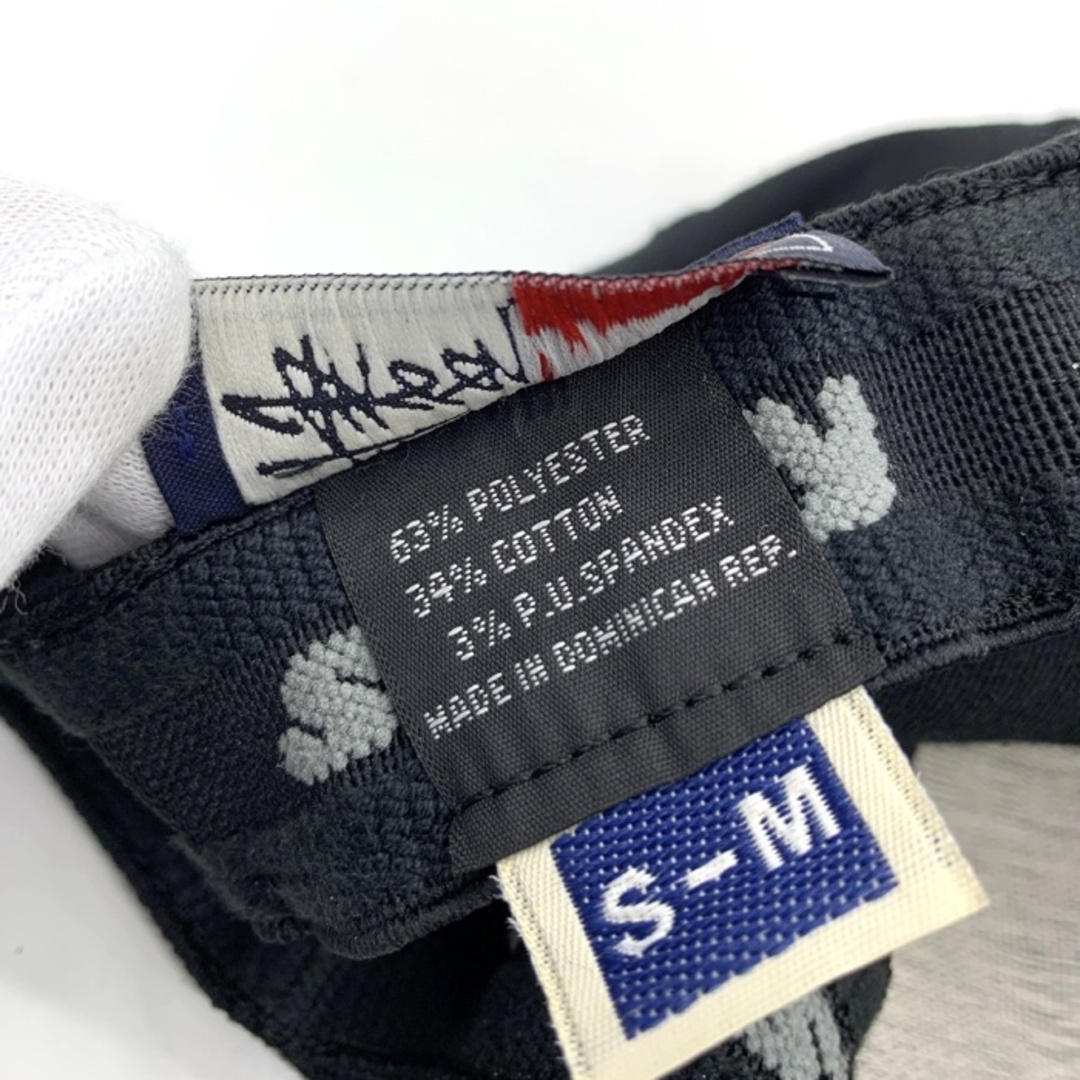 63% POLYESTER
34% COTTON
3% P.U.SPANDEX
MADE IN DOMINICAN REP.
S-M